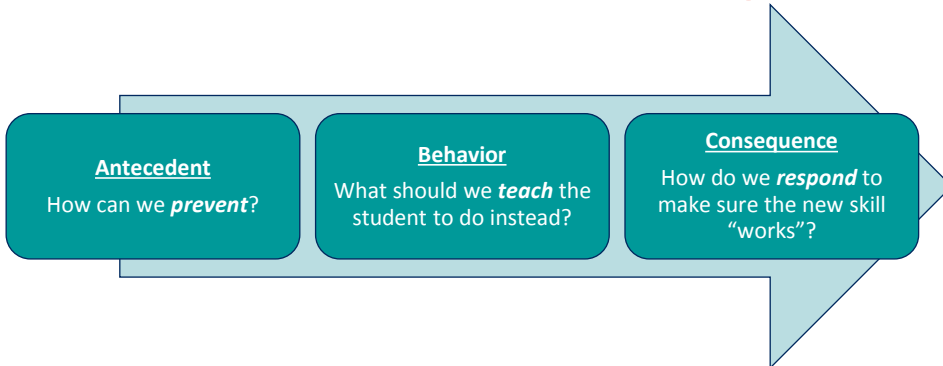 Antecedent
How can we prevent?
Behavior
What should we teach the
student to do instead?
Consequence
How do we respond to
make sure the new skill
“works”?